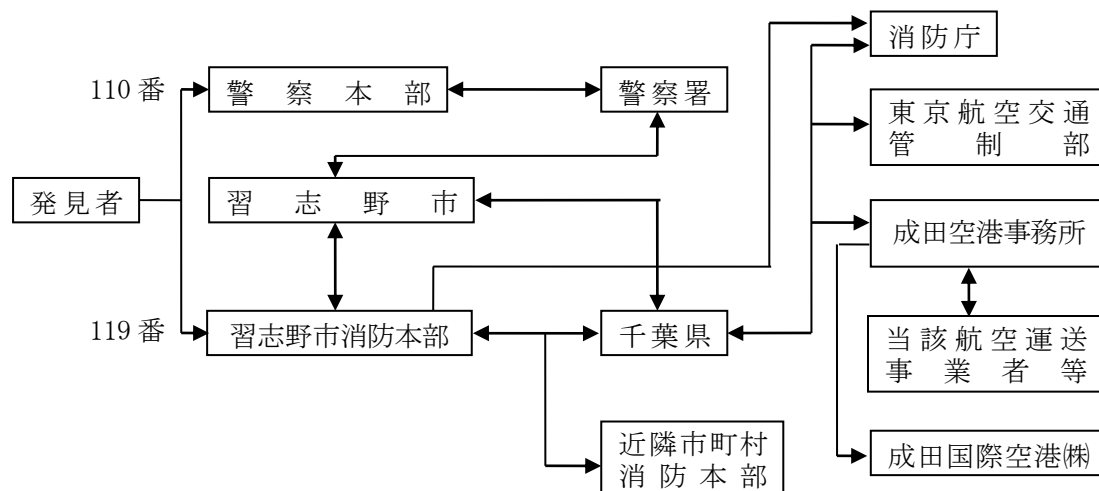 消防庁
110番
警察本部
警察署
東京航空交通
管制部
発見者
習志野市
成田空港事務所
119番
習志野市消防本部
千葉県
当該航空運送
事業者等
近隣市町村
消防本部
成田国際空港㈱